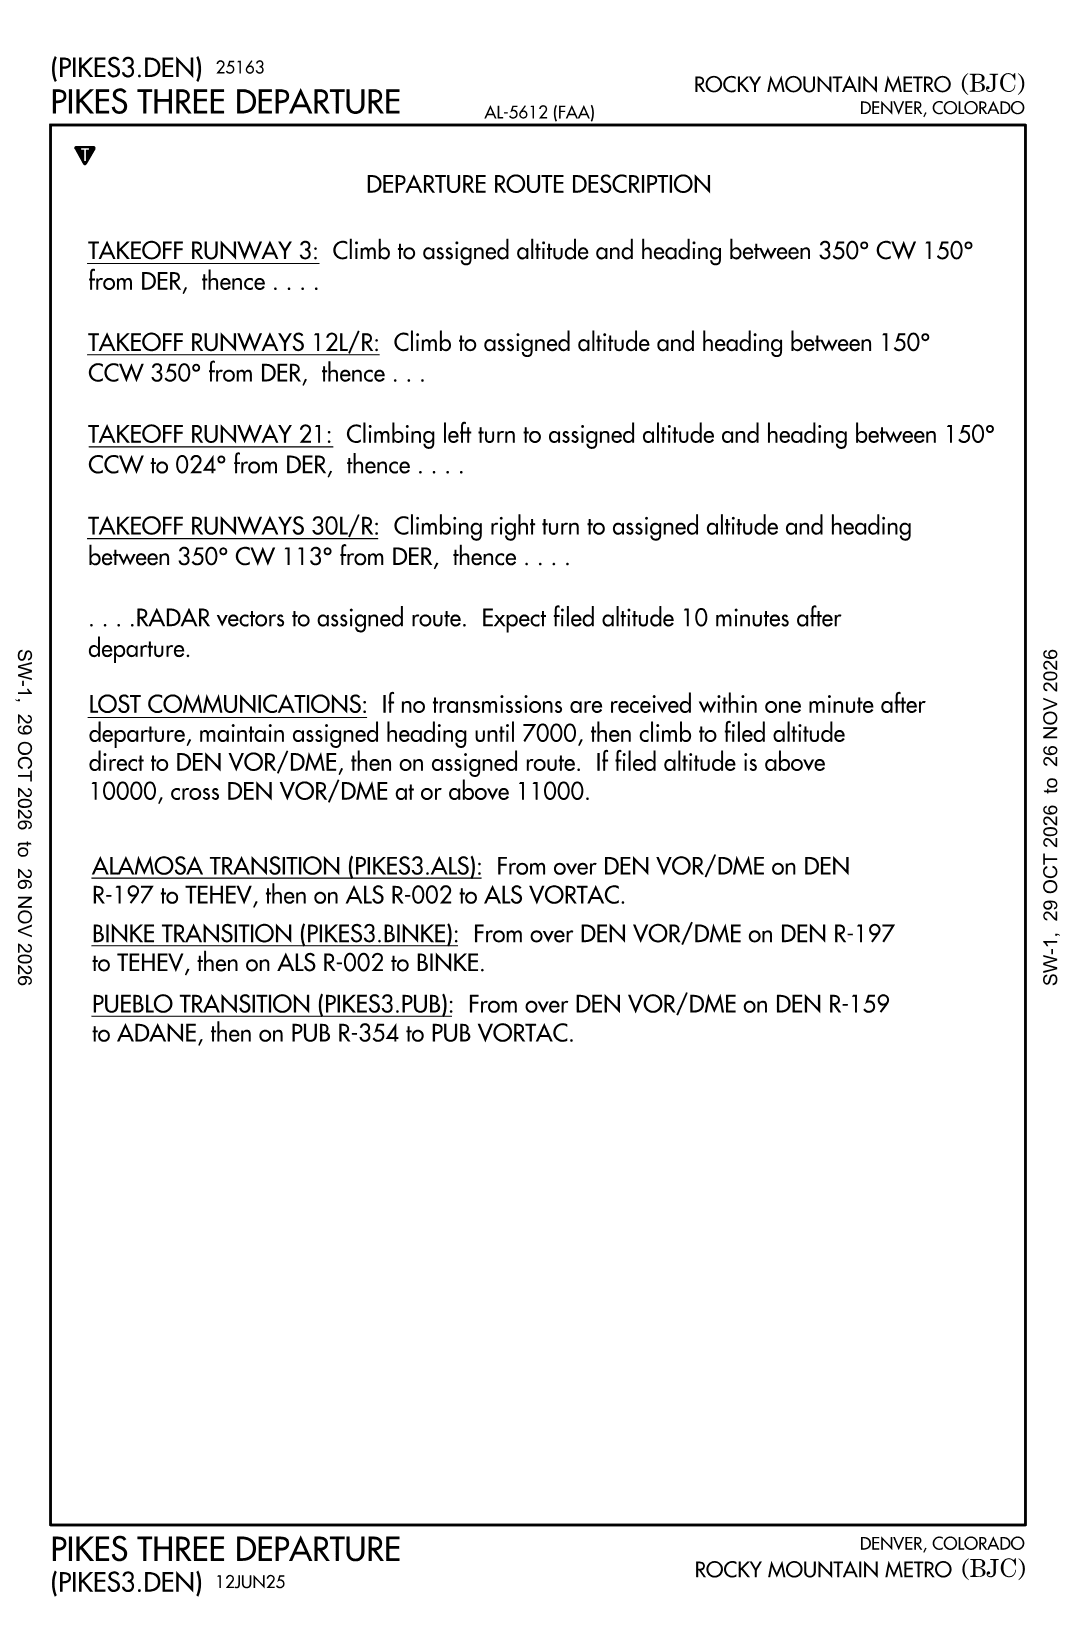 (PIKES3.DEN) 25163
PIKES THREE DEPARTURE
AL-5612 (FAA)
ROCKY MOUNTAIN METRO (BJC)
DENVER, COLORADO
T
DEPARTURE ROUTE DESCRIPTION
TAKEOFF RUNWAY 3: Climb to assigned altitude and heading between 350° CW 150°
from DER, thence . . . .
TAKEOFF RUNWAYS 12L/R: Climb to assigned altitude and heading between 150°
CCW 350° from DER, thence . . .
TAKEOFF RUNWAY 21: Climbing left turn to assigned altitude and heading between 150°
CCW to 024° from DER, thence . . . .
TAKEOFF RUNWAYS 30L/R: Climbing right turn to assigned altitude and heading
between 350° CW 113° from DER, thence . . . .
. . . .RADAR vectors to assigned route. Expect filed altitude 10 minutes after
departure.
LOST COMMUNICATIONS: If no transmissions are received within one minute after
departure, maintain assigned heading until 7000, then climb to filed altitude
direct to DEN VOR/DME, then on assigned route. If filed altitude is above
10000, cross DEN VOR/DME at or above 11000.
ALAMOSA TRANSITION (PIKES3.ALS): From over DEN VOR/DME on DEN
R-197 to TEHEV, then on ALS R-002 to ALS VORTAC.
BINKE TRANSITION (PIKES3.BINKE): From over DEN VOR/DME on DEN R-197
to TEHEV, then on ALS R-002 to BINKE.
PUEBLO TRANSITION (PIKES3.PUB): From over DEN VOR/DME on DEN R-159
to ADANE, then on PUB R-354 to PUB VORTAC.
SW-1, 29 OCT 2026 to 26 NOV 2026
SW-1, 29 OCT 2026 to 26 NOV 2026
PIKES THREE DEPARTURE
(PIKES3.DEN) 12JUN25
DENVER, COLORADO
ROCKY MOUNTAIN METRO (BJC)